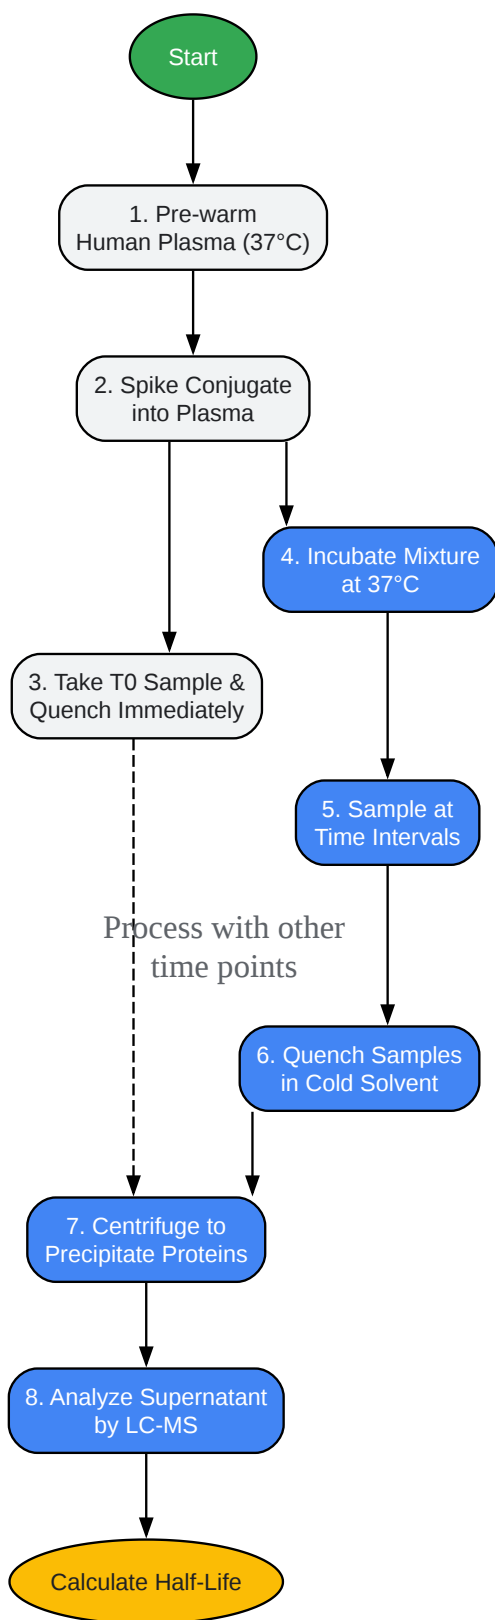 Start
1. Pre-warm
Human Plasma (37°C)
2. Spike Conjugate
into Plasma
4. Incubate Mixture
at 37°C
3. Take T0 Sample &
Quench Immediately
5. Sample at
Time Intervals
Process with other
time points
6. Quench Samples
in Cold Solvent
7. Centrifuge to
Precipitate Proteins
8. Analyze Supernatant
by LC-MS
Calculate Half-Life